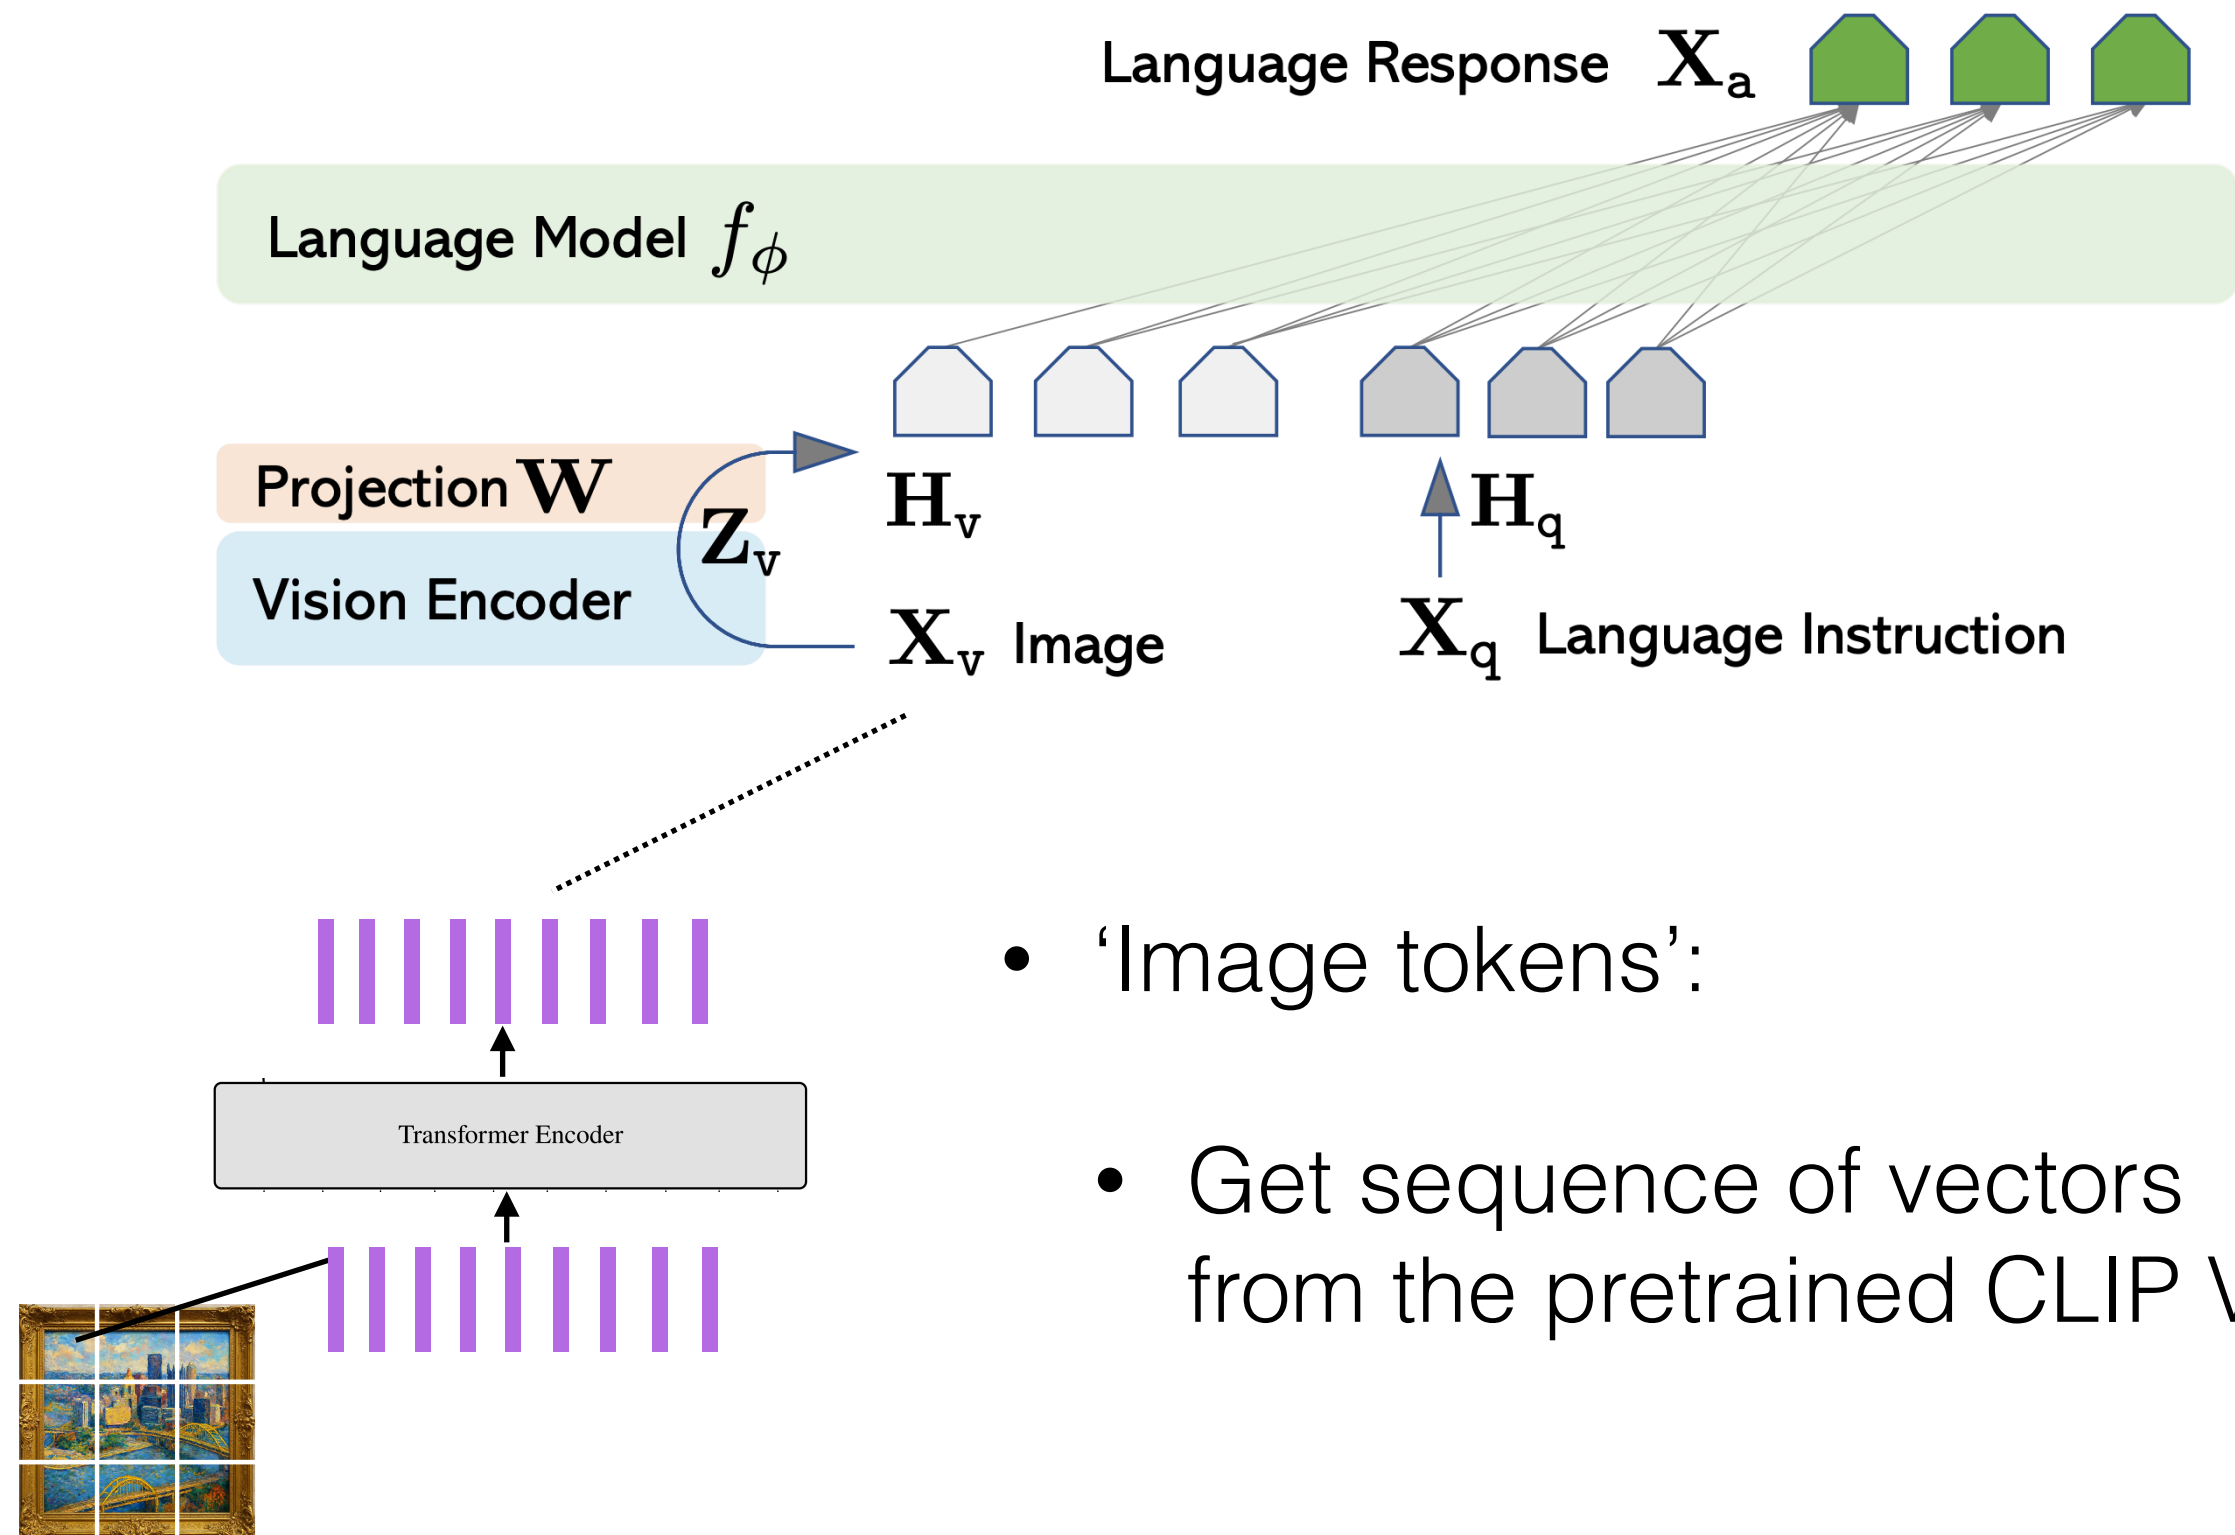 Language Response X_a
Language Model f_ϕ
Projection W
Z_v
H_v
H_q
Vision Encoder
X_v Image
X_q Language Instruction
• ‘Image tokens’:
Transformer Encoder
• Get sequence of vectors
from the pretrained CLIP